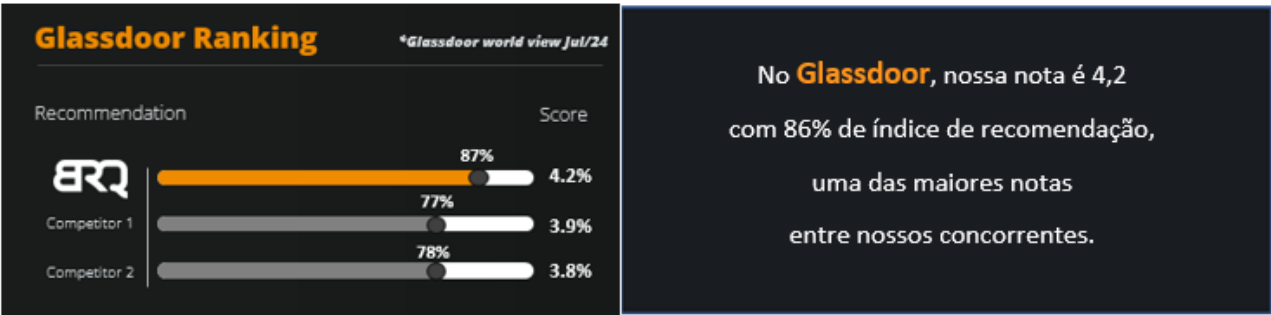 Glassdoor Ranking
*Glassdoor world view Jul/24
Recommendation
Score
BRQ
87%
4.2%
Competitor 1
77%
3.9%
Competitor 2
78%
3.8%
No Glassdoor, nossa nota é 4,2
com 86% de índice de recomendação,
uma das maiores notas
entre nossos concorrentes.